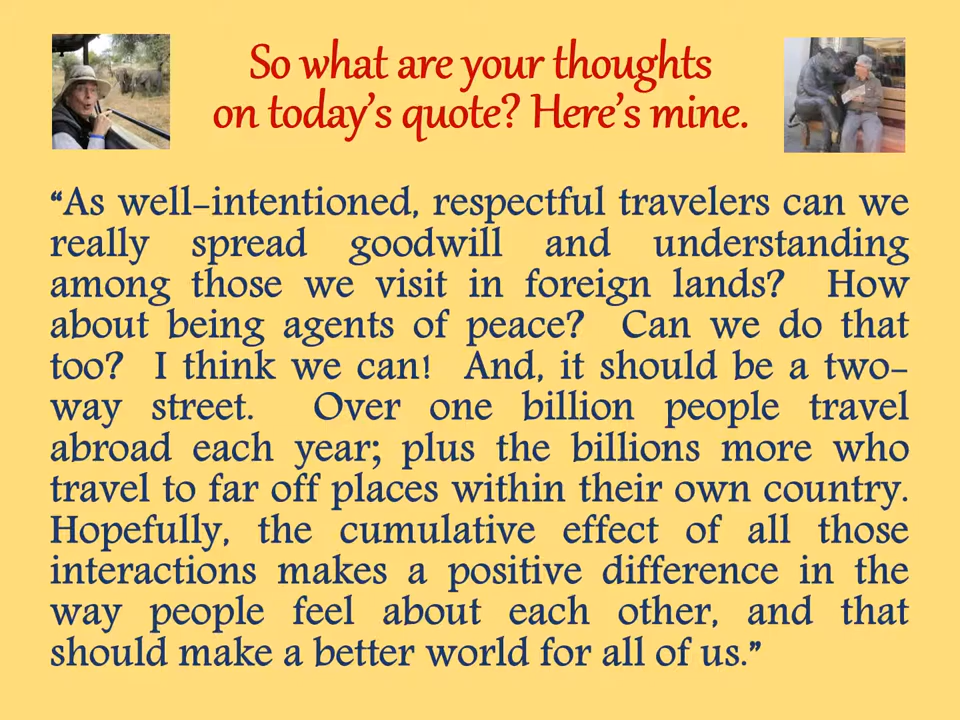 So what are your thoughts
on today's quote? Here's mine.
“As well-intentioned, respectful travelers can we
really spread goodwill and understanding
among those we visit in foreign lands? How
about being agents of peace? Can we do that
too? I think we can! And, it should be a two-
way street. Over one billion people travel
abroad each year; plus the billions more who
travel to far off places within their own country.
Hopefully, the cumulative effect of all those
interactions makes a positive difference in the
way people feel about each other, and that
should make a better world for all of us.”